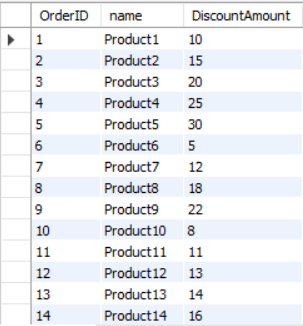 OrderID name DiscountAmount
1 Product1 10
2 Product2 15
3 Product3 20
4 Product4 25
5 Product5 30
6 Product6 5
7 Product7 12
8 Product8 18
9 Product9 22
10 Product10 8
11 Product11 11
12 Product12 13
13 Product13 14
14 Product14 16